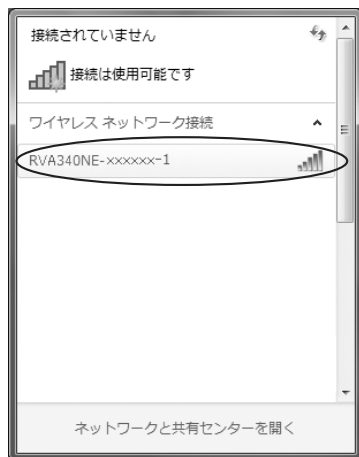 接続されていません
接続は使用可能です
ワイヤレス ネットワーク接続
RVA340NE-××××××-1
ネットワークと共有センターを開く